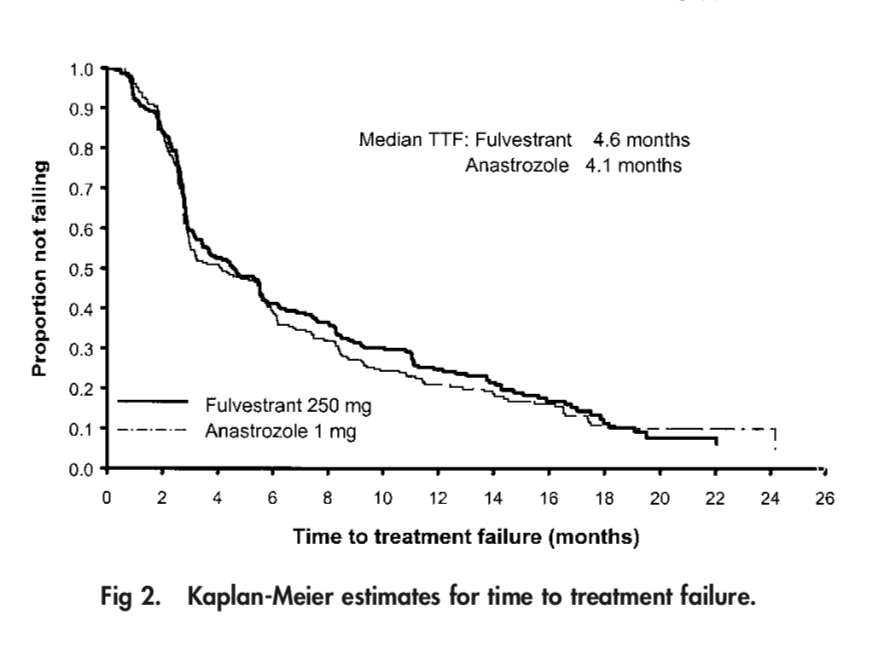 1.0
0.9
0.8
0.7
0.6
0.5
0.4
0.3
0.2
0.1
0.0
Proportion not failing
Median TTF: Fulvestrant 4.6 months
Anastrozole 4.1 months
Fulvestrant 250 mg
Anastrozole 1 mg
0 2 4 6 8 10 12 14 16 18 20 22 24 26
Time to treatment failure (months)
Fig 2. Kaplan-Meier estimates for time to treatment failure.